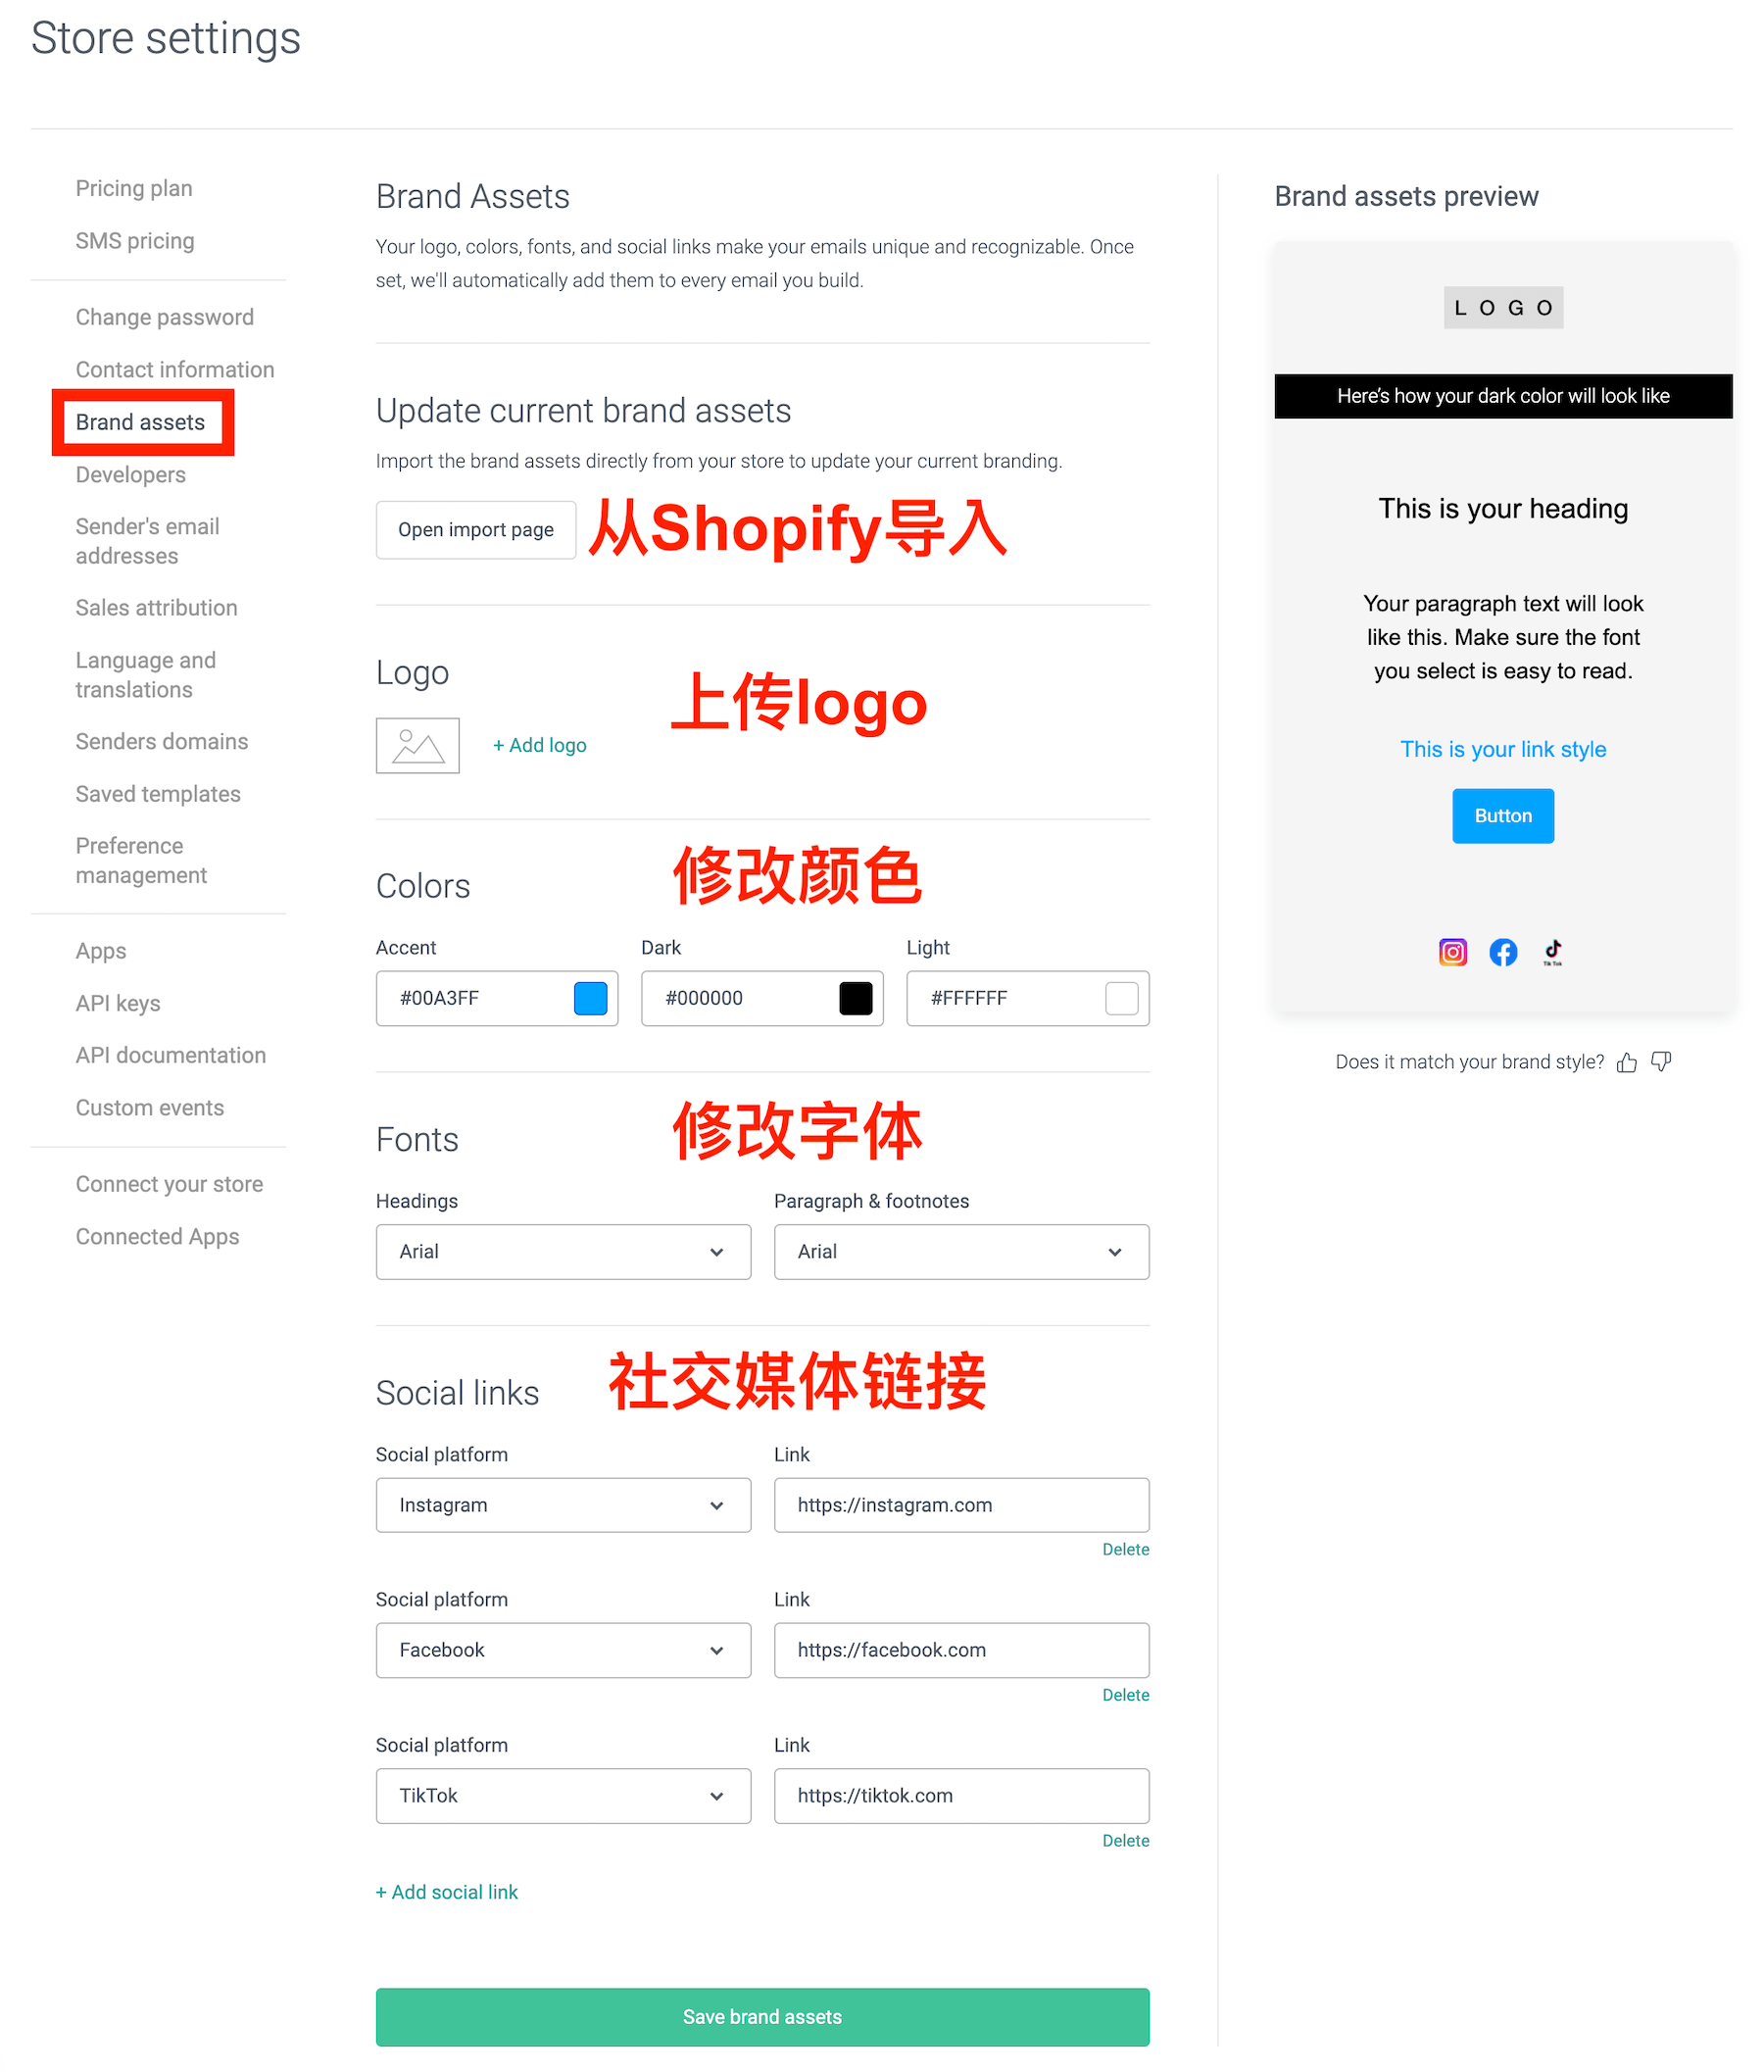 Store settings
Pricing plan
SMS pricing
Change password
Contact information
Brand assets
Developers
Sender's email
addresses
Sales attribution
Language and
translations
Senders domains
Saved templates
Preference
management
Apps
API keys
API documentation
Custom events
Connect your store
Connected Apps
Brand Assets
Your logo, colors, fonts, and social links make your emails unique and recognizable. Once
set, we'll automatically add them to every email you build.
Update current brand assets
Import the brand assets directly from your store to update your current branding.
Open import page
从Shopify导入
Logo
上传logo
+ Add logo
Colors
修改颜色
Accent
Dark
Light
#00A3FF
#000000
#FFFFFF
Fonts
修改字体
Headings
Paragraph & footnotes
Arial
Arial
Social links
社交媒体链接
Social platform
Link
Instagram
https://instagram.com
Delete
Social platform
Link
Facebook
https://facebook.com
Delete
Social platform
Link
TikTok
https://tiktok.com
Delete
+ Add social link
Save brand assets
Brand assets preview
LOGO
Here's how your dark color will look like
This is your heading
Your paragraph text will look
like this. Make sure the font
you select is easy to read.
This is your link style
Button
Tik Tok
Does it match your brand style?